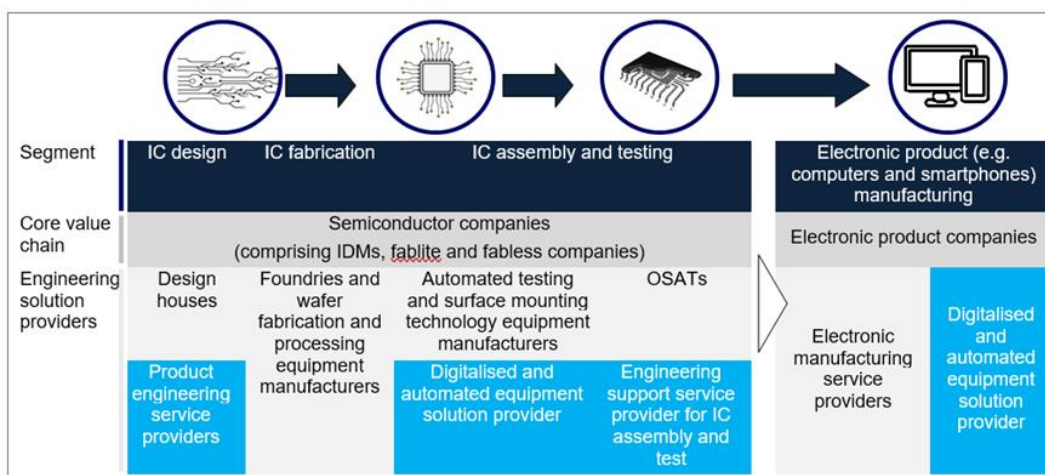 Segment
IC design
IC fabrication
IC assembly and testing
Electronic product (e.g.
computers and smartphones)
manufacturing
Core value
chain
Semiconductor companies
(comprising IDMs, fablite and fabless companies)
Electronic product companies
Engineering
solution
providers
Design
houses
Product
engineering
service
providers
Foundries and
wafer
fabrication and
processing
equipment
manufacturers
Automated testing
and surface mounting
technology equipment
manufacturers
Digitalised and
automated equipment
solution provider
OSATs
Engineering
support service
provider for IC
assembly and
test
Electronic
manufacturing
service
providers
Digitalised
and
automated
equipment
solution
provider